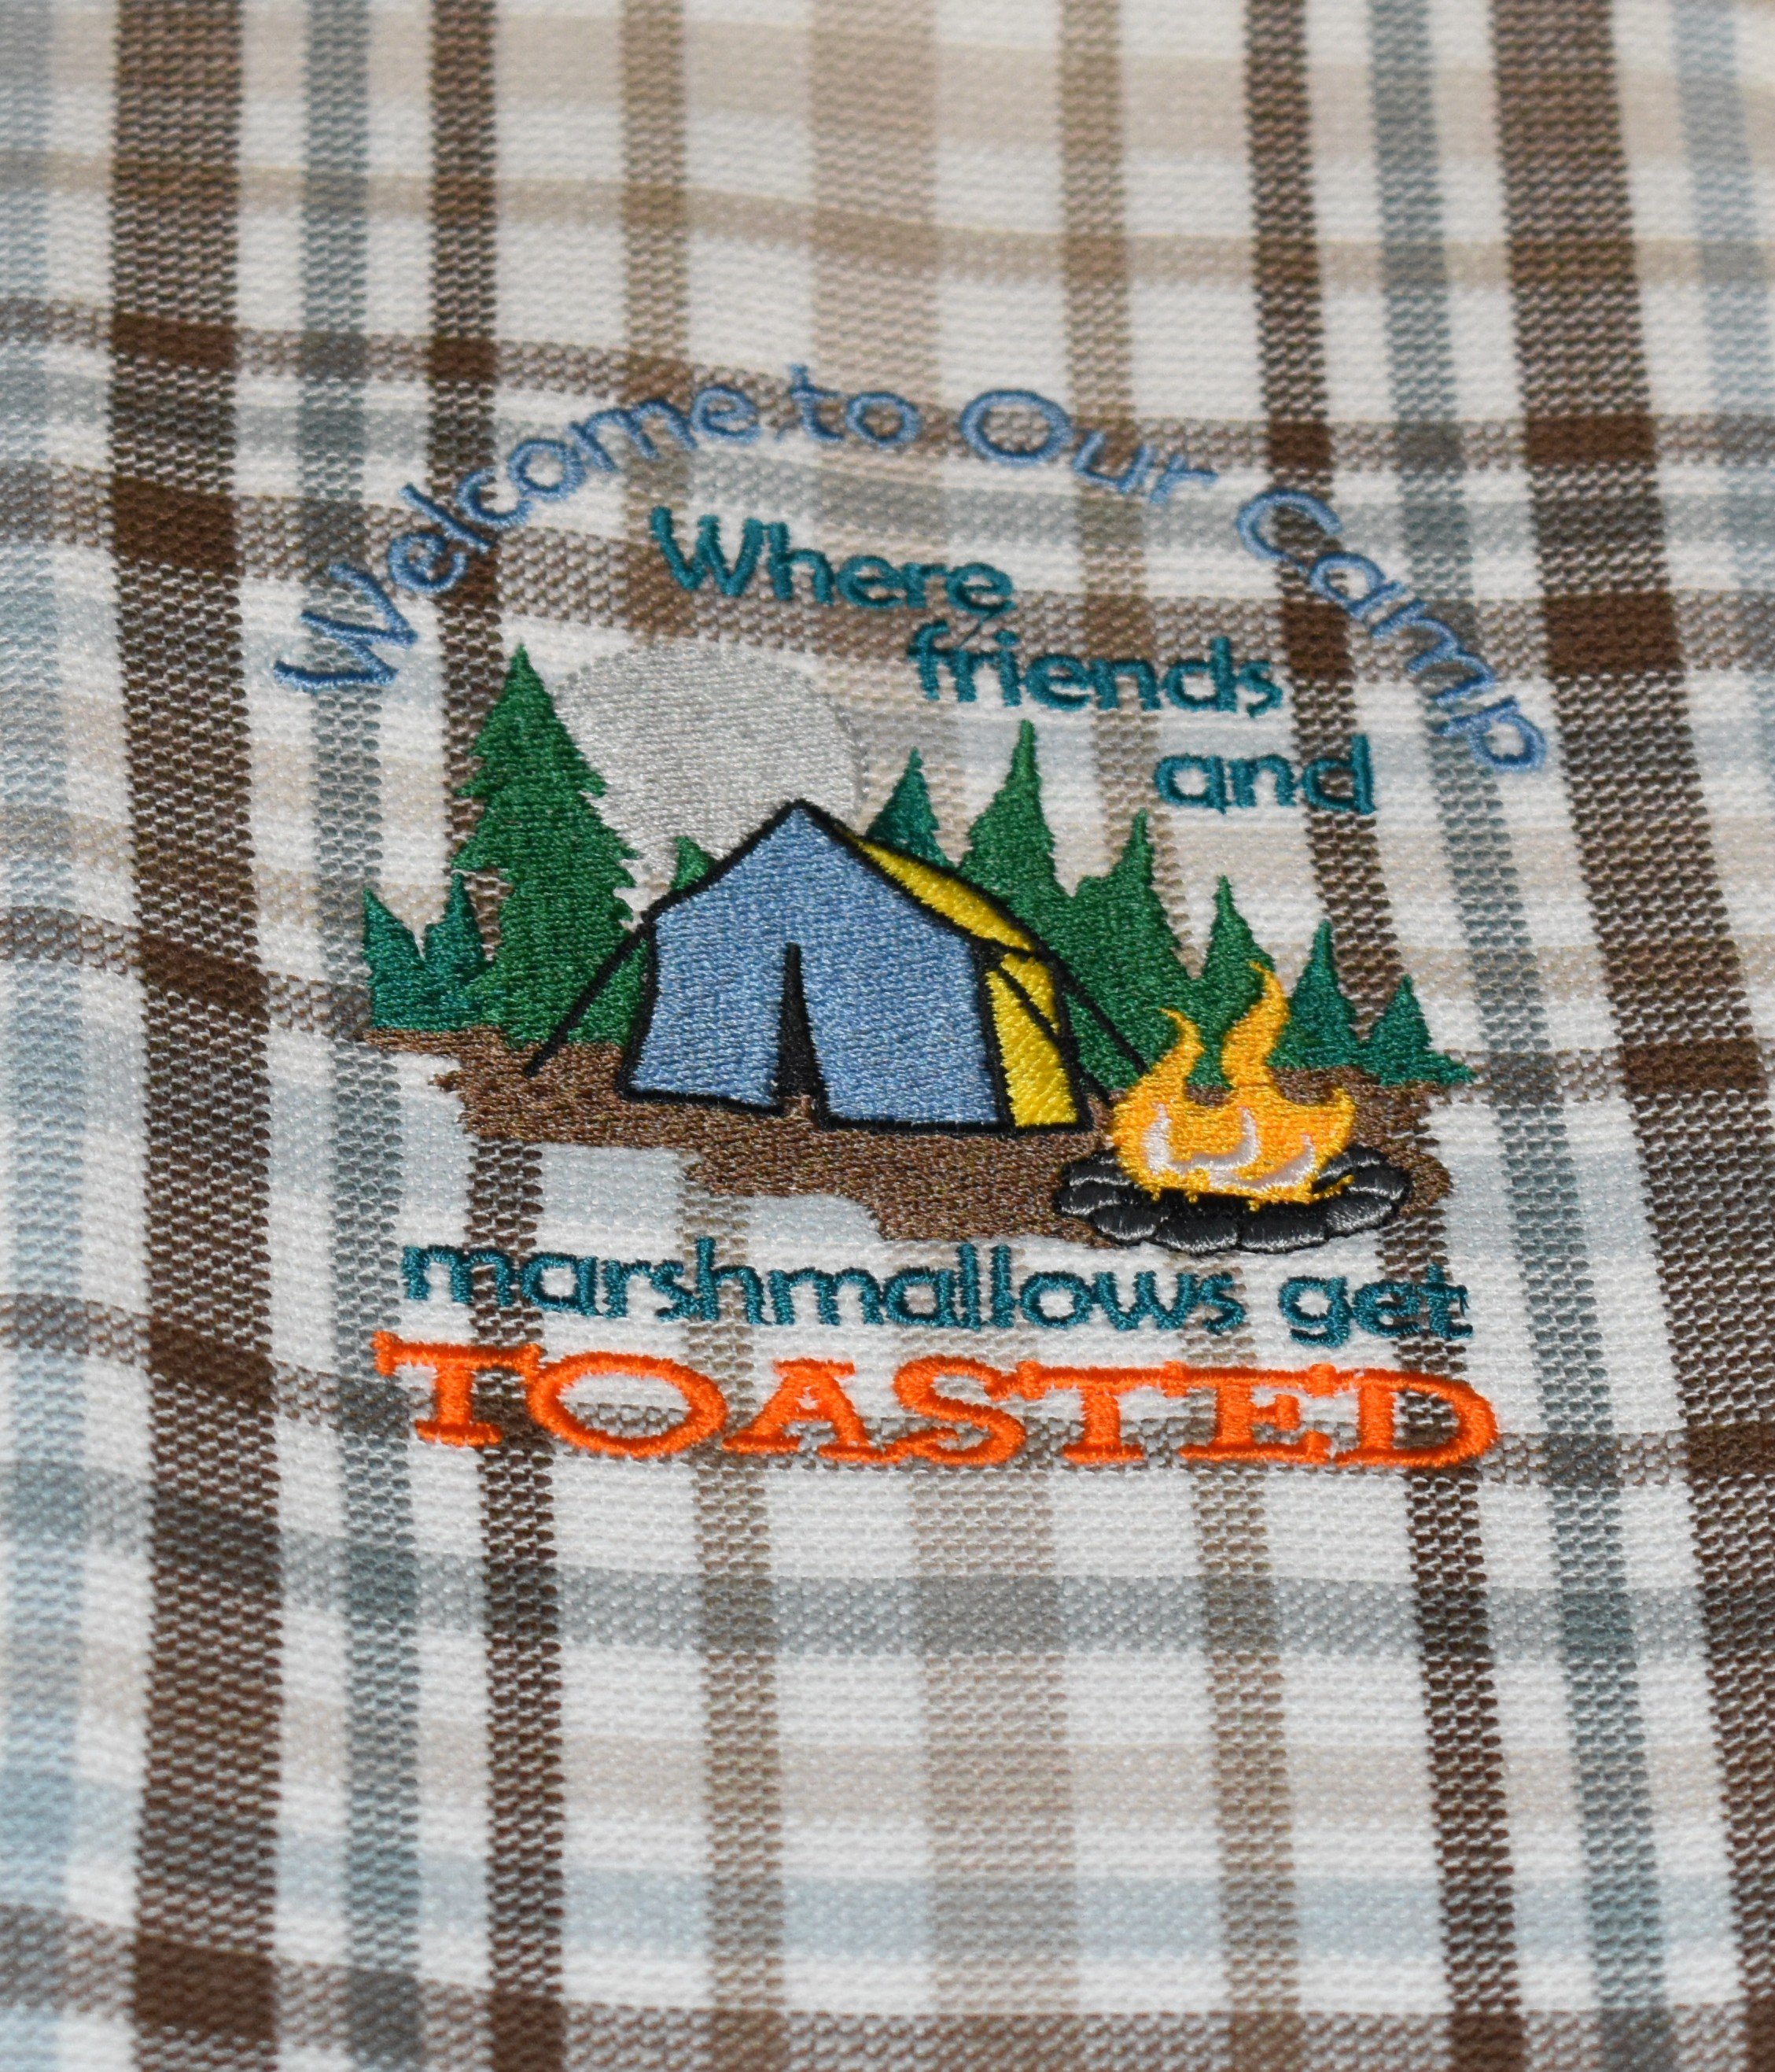 Welcome to Our Camp
Where
friends
and
marshmallows get
TOASTED